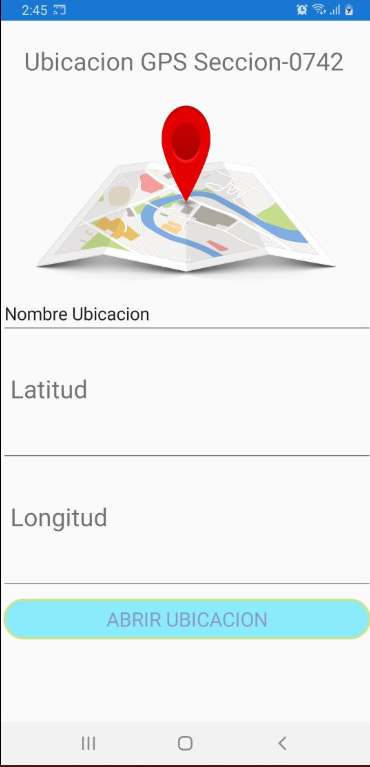 2:45
Ubicacion GPS Seccion-0742
Nombre Ubicacion
Latitud
Longitud
ABRIR UBICACION